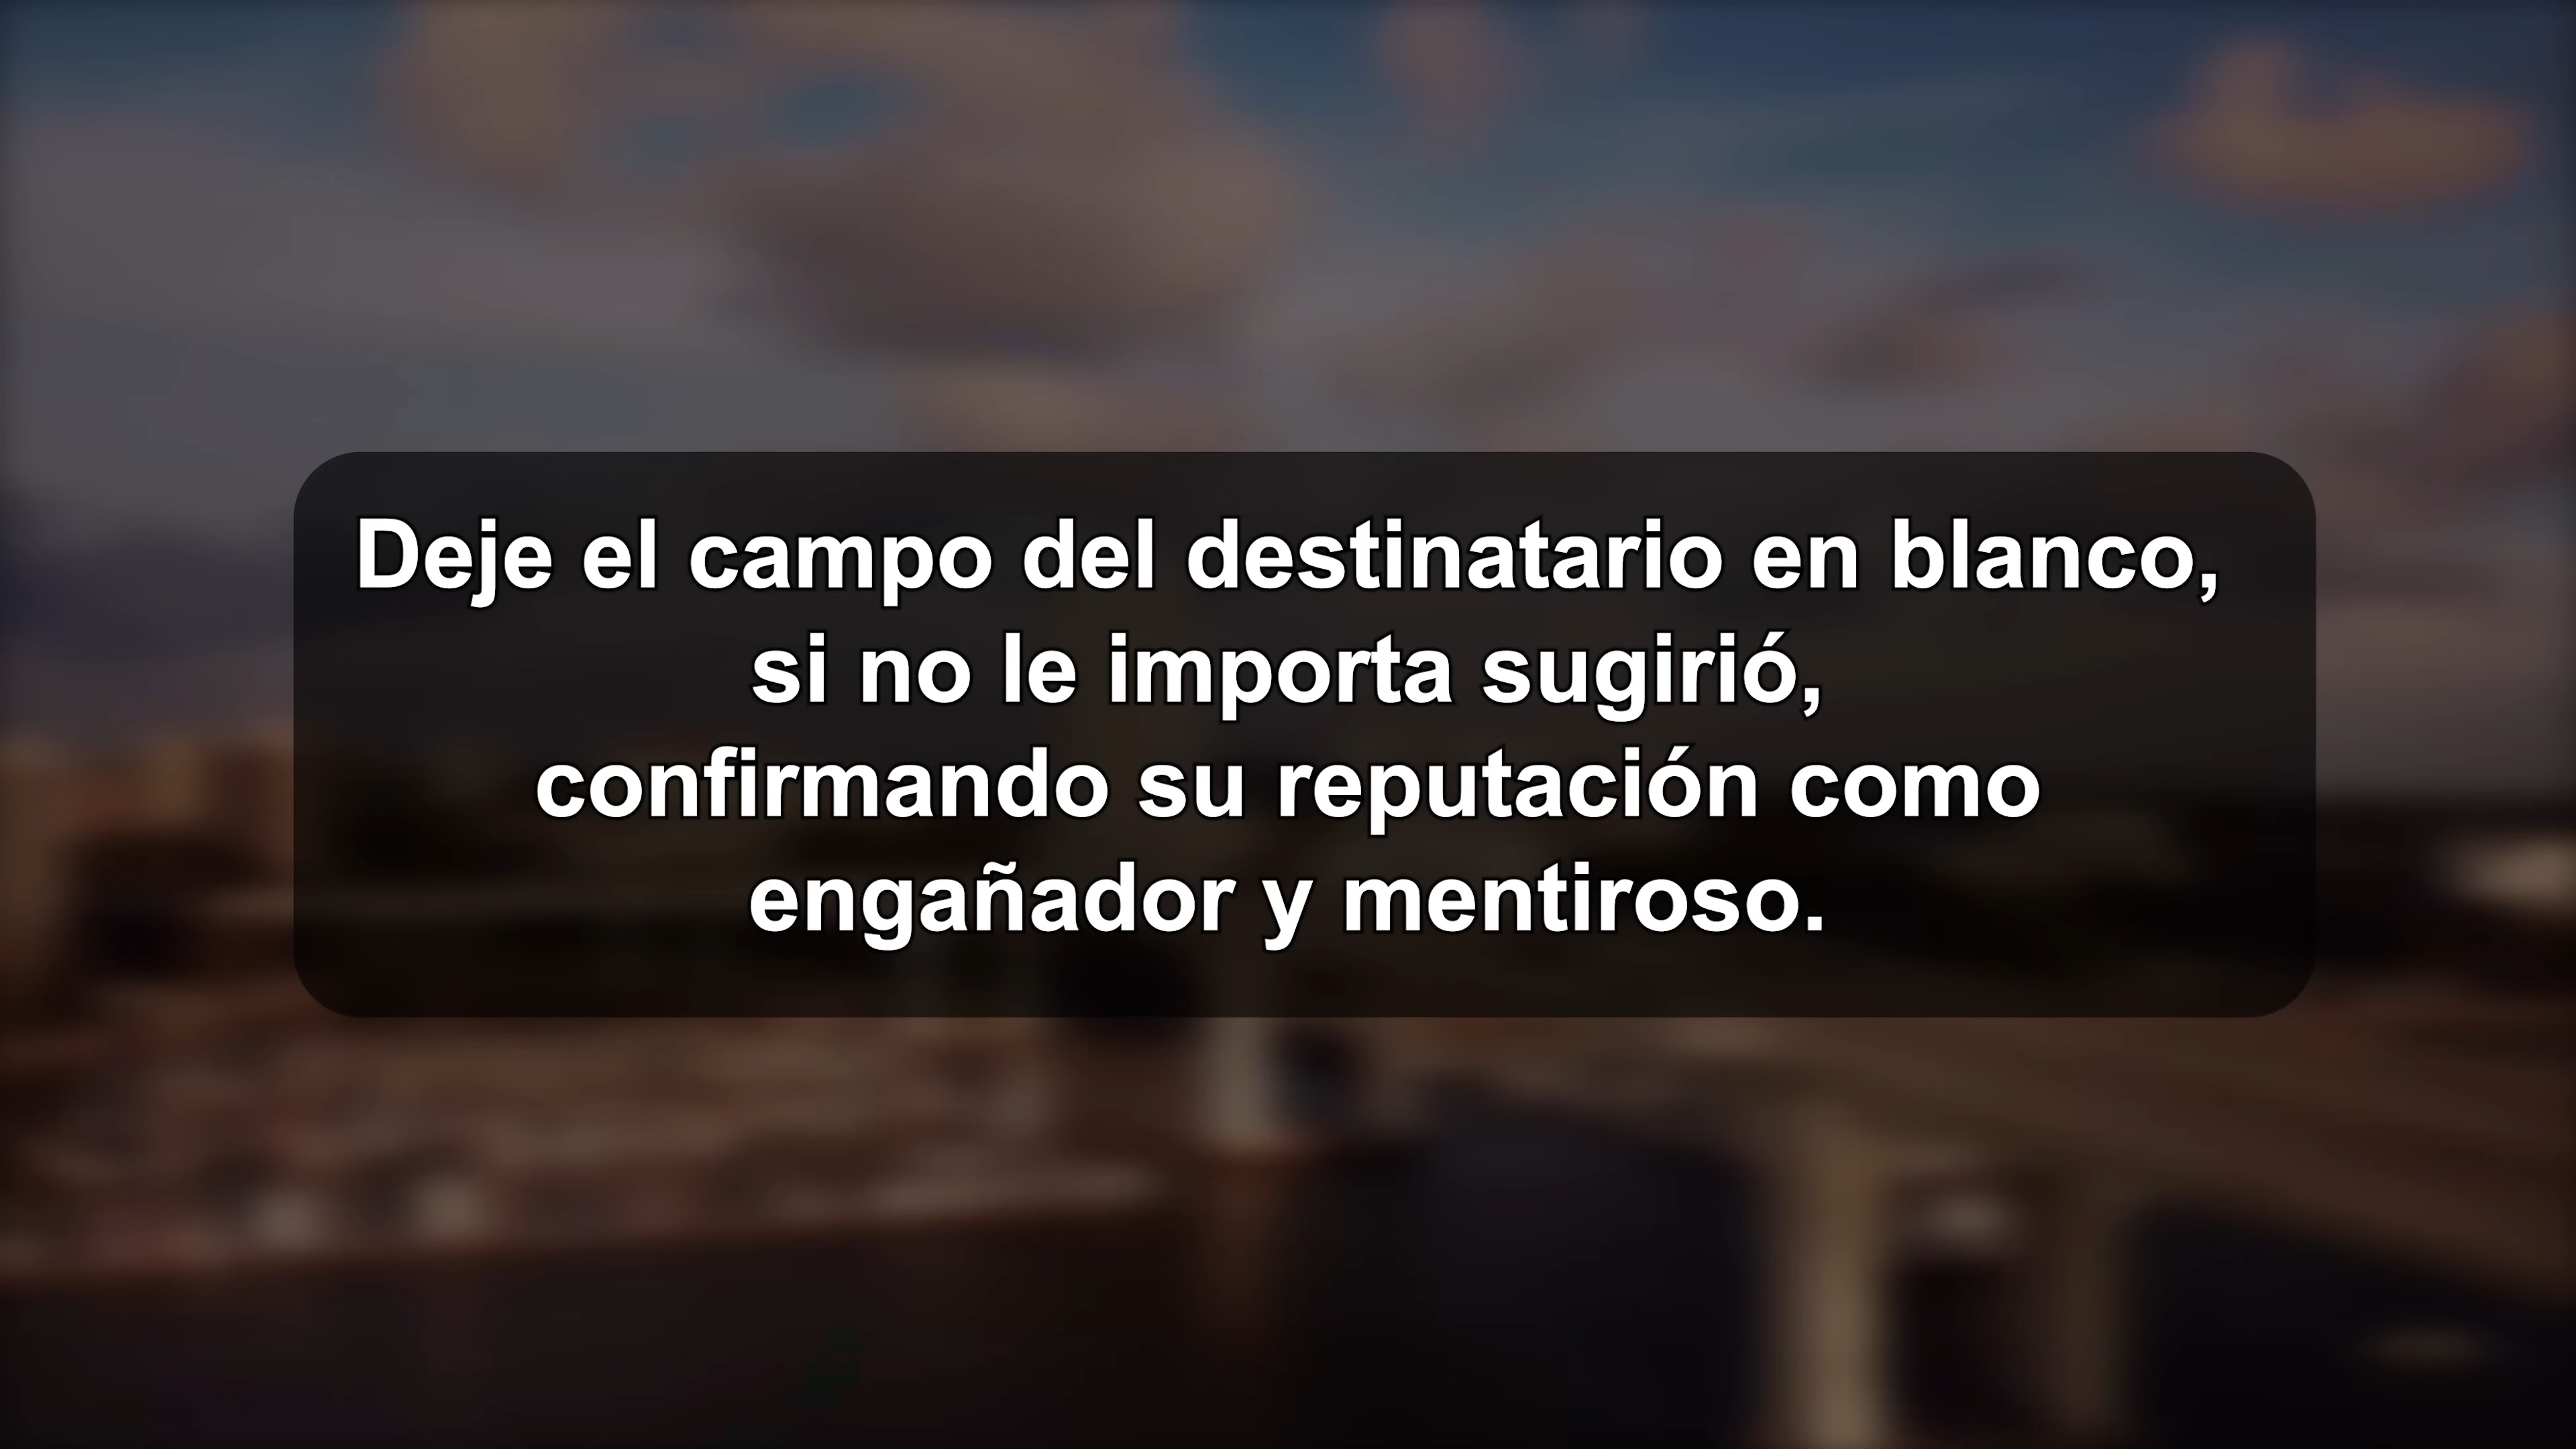 Deje el campo del destinatario en blanco,
si no le importa sugirió,
confirmando su reputación como
engañador y mentiroso.